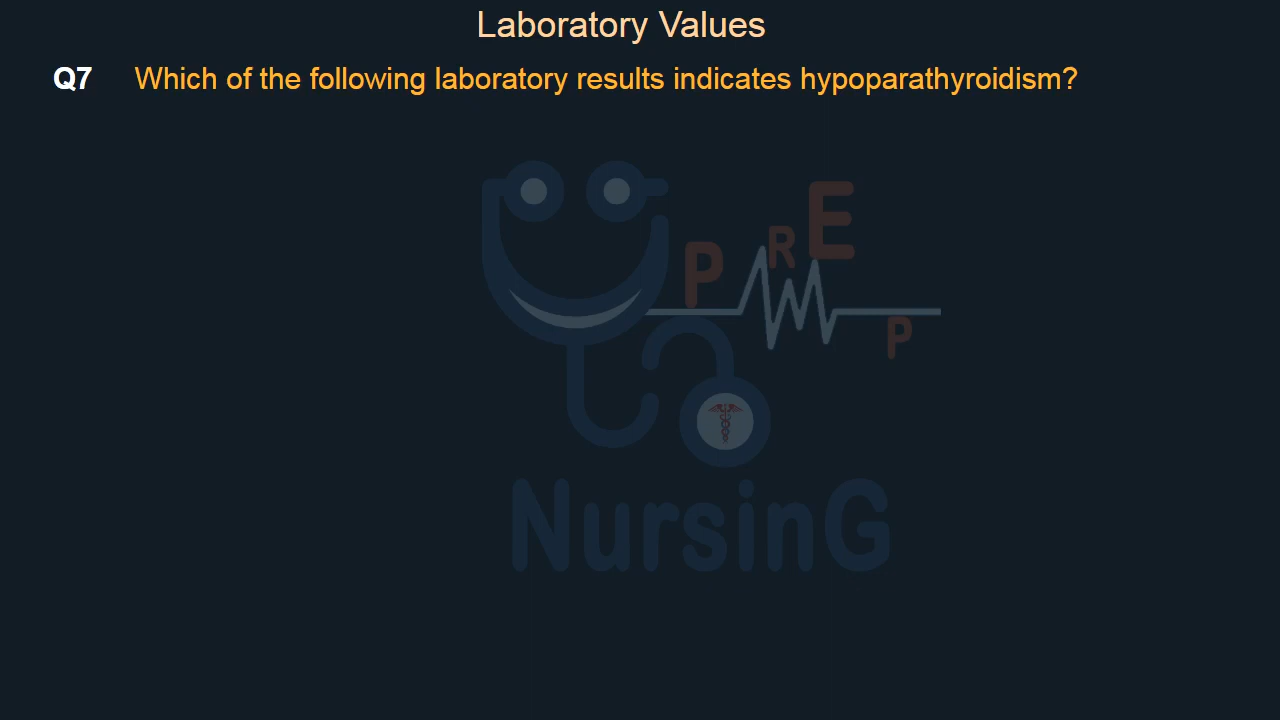 Laboratory Values
Q7 Which of the following laboratory results indicates hypoparathyroidism?
P R E P
NursinG